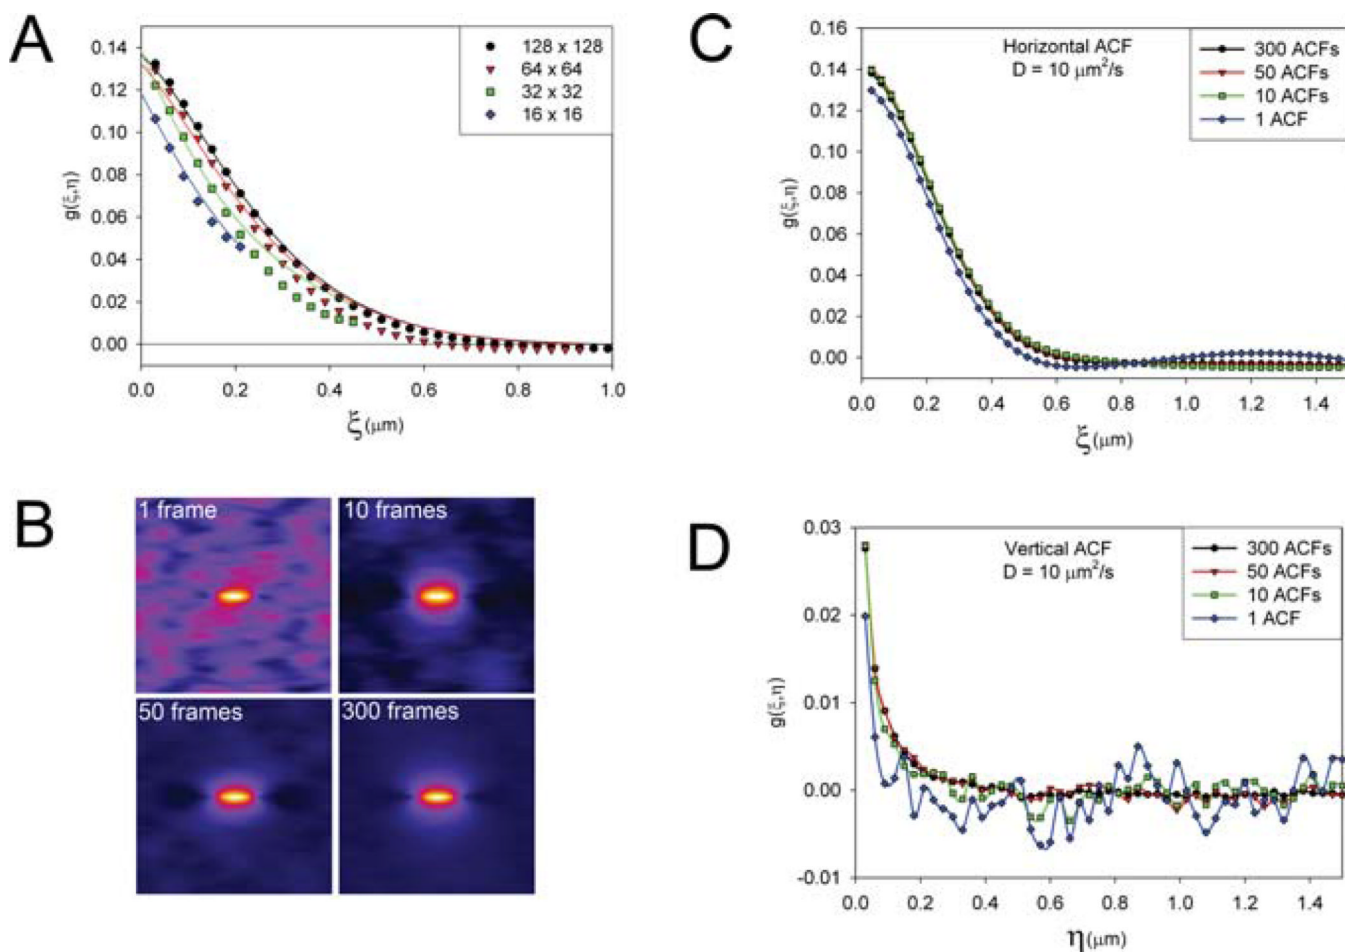 A
0.14
0.12
0.10
0.08
0.06
0.04
0.02
0.00
g(ξ,η)
0.0 0.2 0.4 0.6 0.8 1.0
ξ (μm)
128 x 128
64 x 64
32 x 32
16 x 16
C
0.16
0.14
0.12
0.10
0.08
0.06
0.04
0.02
0.00
g(ξ,η)
Horizontal ACF
D = 10 μm²/s
300 ACFs
50 ACFs
10 ACFs
1 ACF
0.0 0.2 0.4 0.6 0.8 1.0 1.2 1.4
ξ (μm)
B
1 frame
10 frames
50 frames
300 frames
D
0.03
0.02
0.01
0.00
-0.01
g(ξ,η)
Vertical ACF
D = 10 μm²/s
300 ACFs
50 ACFs
10 ACFs
1 ACF
0.0 0.2 0.4 0.6 0.8 1.0 1.2 1.4
η (μm)